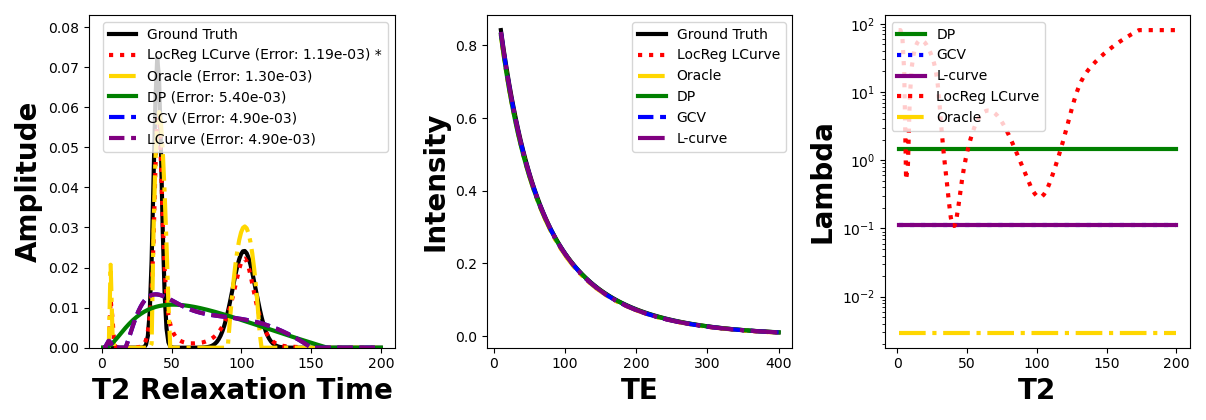 Amplitude
0.08
0.07
0.06
0.05
0.04
0.03
0.02
0.01
0.00
Ground Truth
LocReg LCurve (Error: 1.19e-03) *
Oracle (Error: 1.30e-03)
DP (Error: 5.40e-03)
GCV (Error: 4.90e-03)
LCurve (Error: 4.90e-03)
0 50 100 150 200
T2 Relaxation Time
Intensity
0.8
0.6
0.4
0.2
0.0
Ground Truth
LocReg LCurve
Oracle
DP
GCV
L-curve
0 100 200 300 400
TE
Lambda
10²
10¹
10⁰
10⁻¹
10⁻²
DP
GCV
L-curve
LocReg LCurve
Oracle
0 50 100 150 200
T2